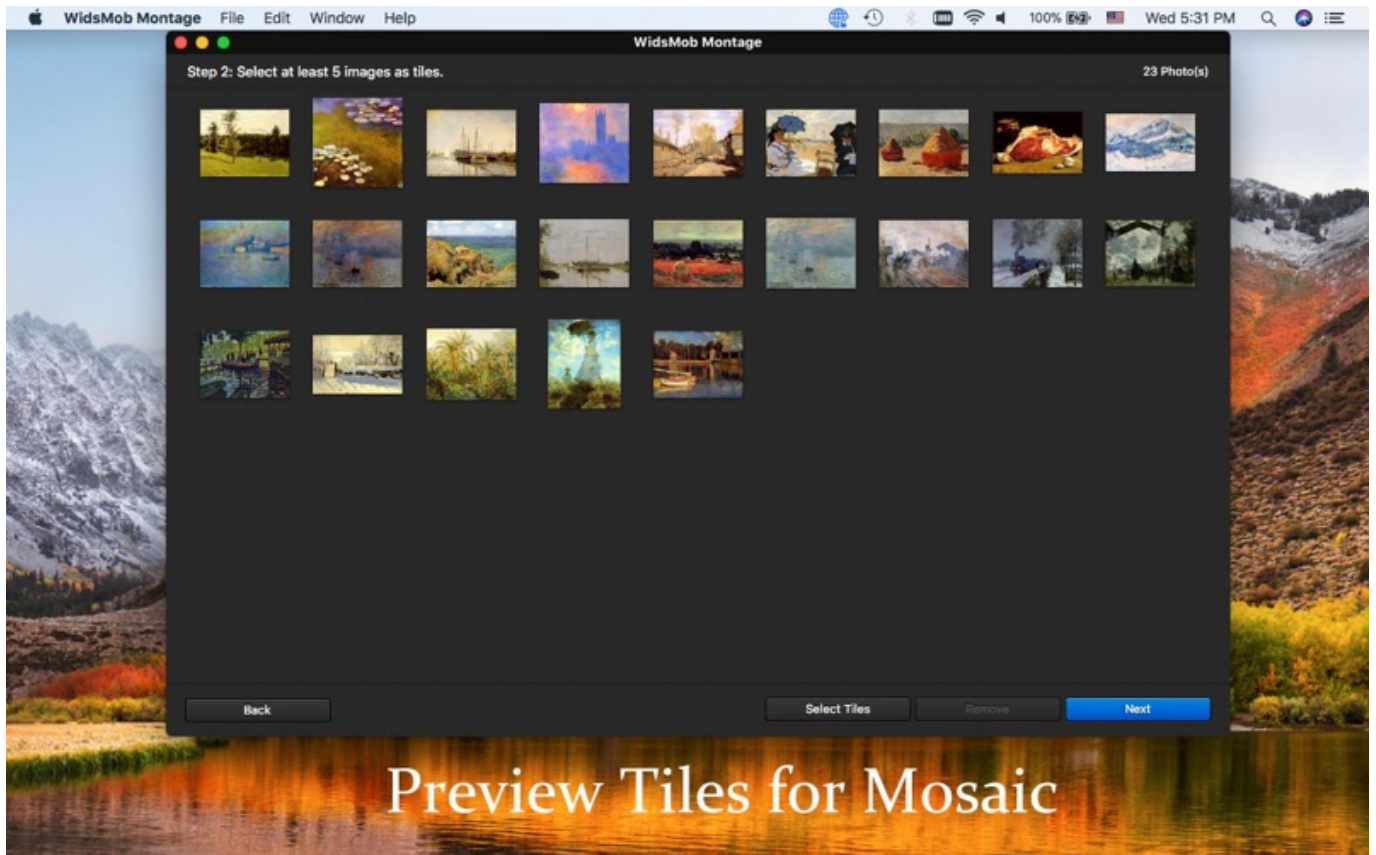 WidsMob Montage File Edit Window Help 100% Wed 5:31 PM
WidsMob Montage
Step 2: Select at least 5 images as tiles. 23 Photo(s)
Back Select Tiles Remove Next
Preview Tiles for Mosaic